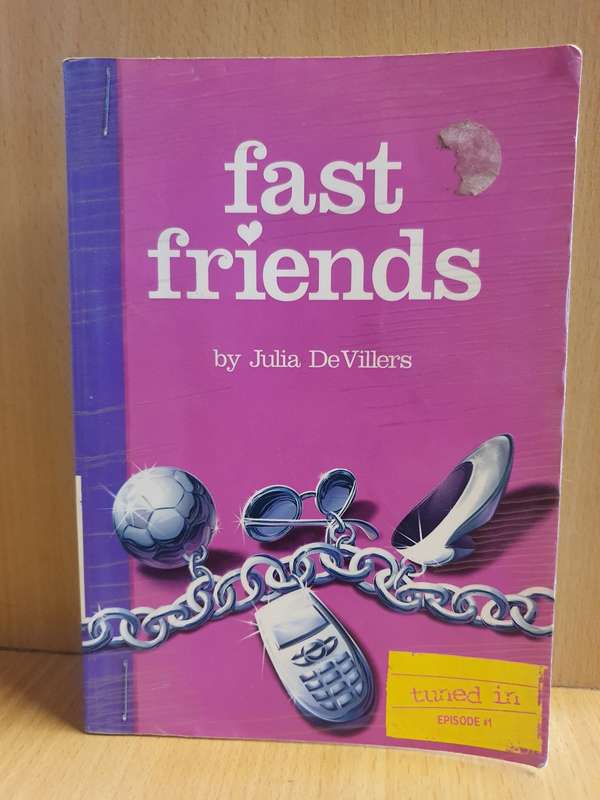 fast
friends
by Julia DeVillers
tuned in
EPISODE #1